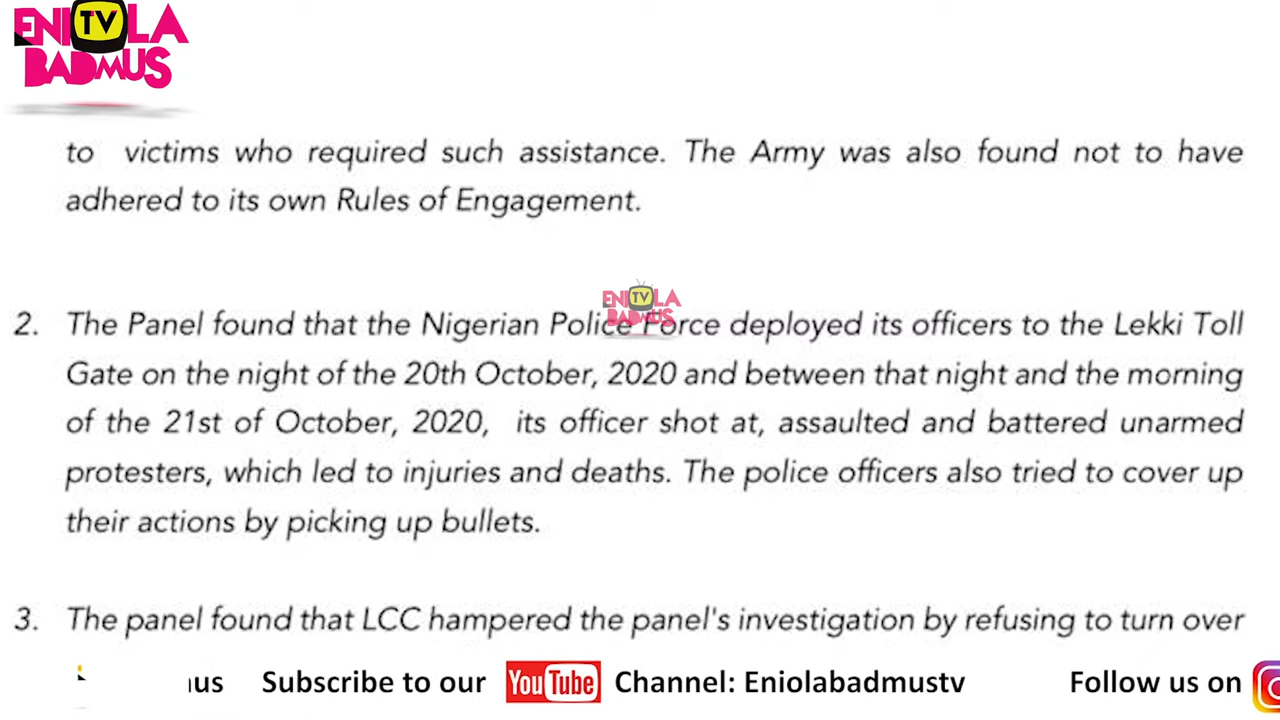 ENIOLA
TV
BADMUS
to victims who required such assistance. The Army was also found not to have
adhered to its own Rules of Engagement.
ENIOLA
TV
BADMUS
2. The Panel found that the Nigerian Police Force deployed its officers to the Lekki Toll
Gate on the night of the 20th October, 2020 and between that night and the morning
of the 21st of October, 2020, its officer shot at, assaulted and battered unarmed
protesters, which led to injuries and deaths. The police officers also tried to cover up
their actions by picking up bullets.
3. The panel found that LCC hampered the panel's investigation by refusing to turn over
us Subscribe to our YouTube Channel: Eniolabadmustv Follow us on